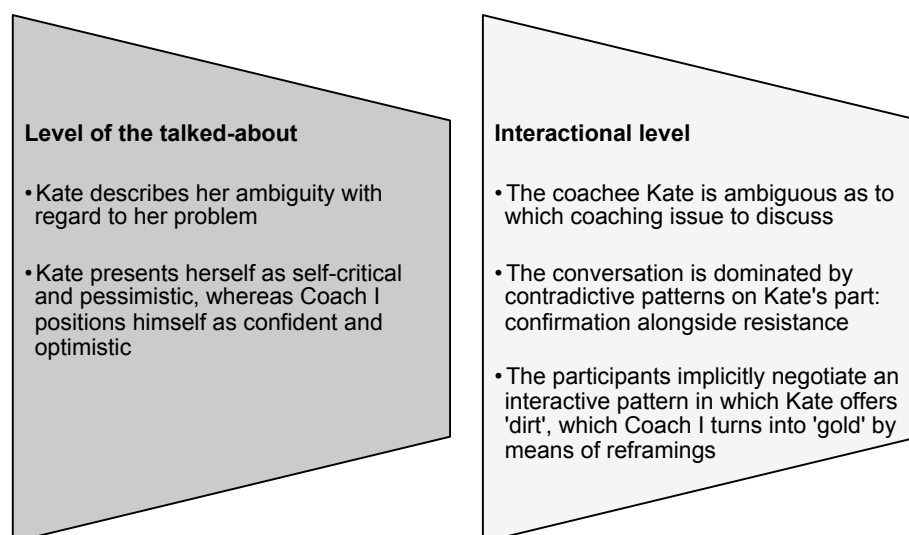 Level of the talked-about
•Kate describes her ambiguity with
regard to her problem
•Kate presents herself as self-critical
and pessimistic, whereas Coach I
positions himself as confident and
optimistic
Interactional level
•The coachee Kate is ambiguous as to
which coaching issue to discuss
•The conversation is dominated by
contradictive patterns on Kate's part:
confirmation alongside resistance
•The participants implicitly negotiate an
interactive pattern in which Kate offers
'dirt', which Coach I turns into 'gold' by
means of reframings